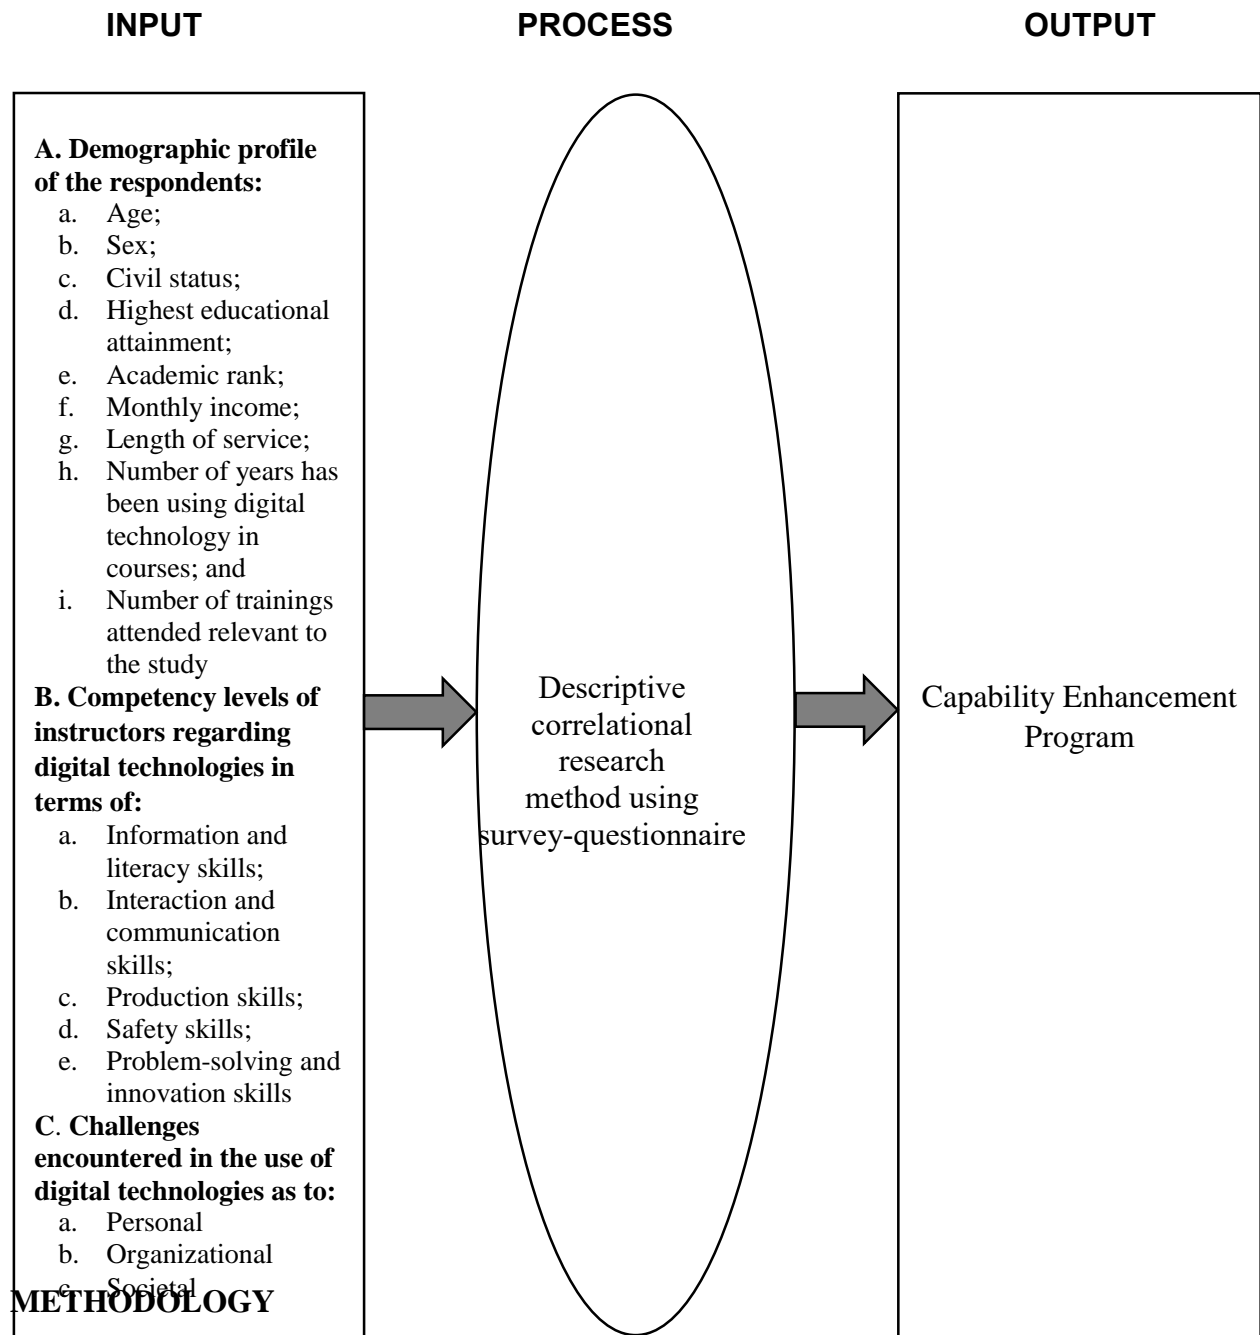 INPUT
PROCESS
OUTPUT
A. Demographic profile
of the respondents:
a. Age;
b. Sex;
c. Civil status;
d. Highest educational
attainment;
e. Academic rank;
f. Monthly income;
g. Length of service;
h. Number of years has
been using digital
technology in
courses; and
i. Number of trainings
attended relevant to
the study
B. Competency levels of
instructors regarding
digital technologies in
terms of:
a. Information and
literacy skills;
b. Interaction and
communication
skills;
c. Production skills;
d. Safety skills;
e. Problem-solving and
innovation skills
C. Challenges
encountered in the use of
digital technologies as to:
a. Personal
b. Organizational
c. Societal
Descriptive
correlational
research
method using
survey-questionnaire
Capability Enhancement
Program
METHODOLOGY